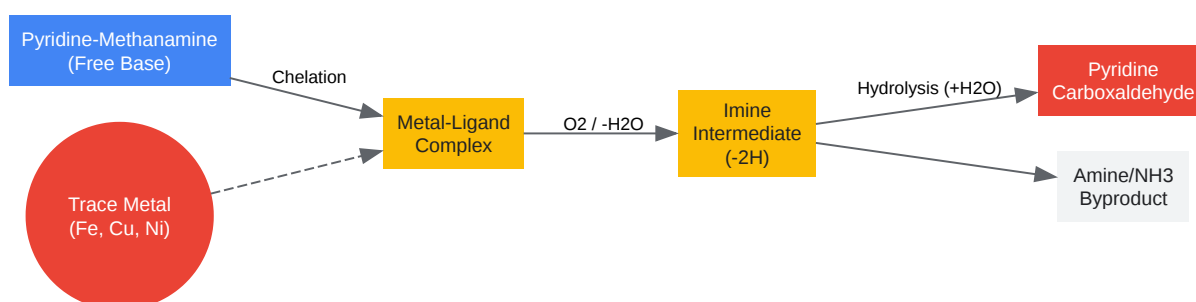 Pyridine-Methanamine
(Free Base)
Chelation
Trace Metal
(Fe, Cu, Ni)
Metal-Ligand
Complex
O2 / -H2O
Imine
Intermediate
(-2H)
Hydrolysis (+H2O)
Pyridine
Carboxaldehyde
Amine/NH3
Byproduct